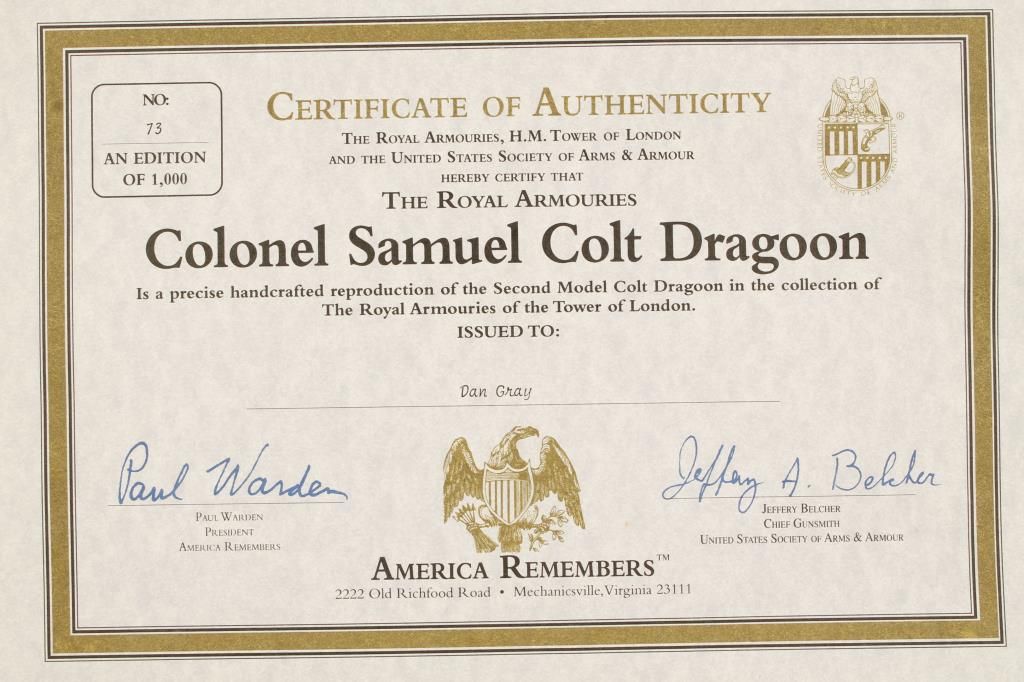 NO:
73
AN EDITION
OF 1,000
CERTIFICATE OF AUTHENTICITY
THE ROYAL ARMOURIES, H.M. TOWER OF LONDON
AND THE UNITED STATES SOCIETY OF ARMS & ARMOUR
HEREBY CERTIFY THAT
THE ROYAL ARMOURIES
Colonel Samuel Colt Dragoon
Is a precise handcrafted reproduction of the Second Model Colt Dragoon in the collection of
The Royal Armouries of the Tower of London.
ISSUED TO:
Dan Gray
Paul Warden
PAUL WARDEN
PRESIDENT
AMERICA REMEMBERS
Jeffery A. Belcher
JEFFERY BELCHER
CHIEF GUNSMITH
UNITED STATES SOCIETY OF ARMS & ARMOUR
AMERICA REMEMBERS™
2222 Old Richfood Road • Mechanicsville, Virginia 23111